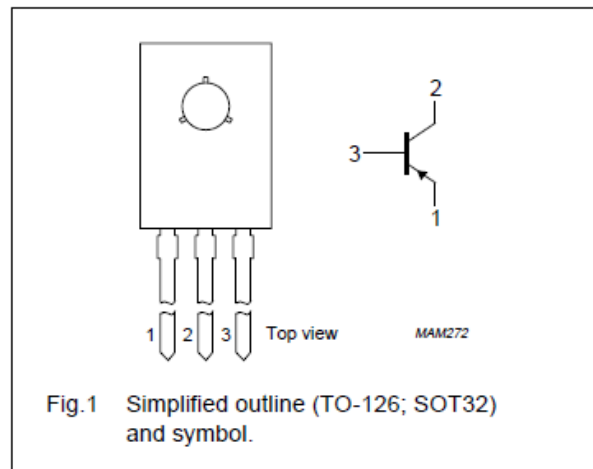 2
3
1
1 2 3 Top view MAM272
Fig.1 Simplified outline (TO-126; SOT32)
and symbol.